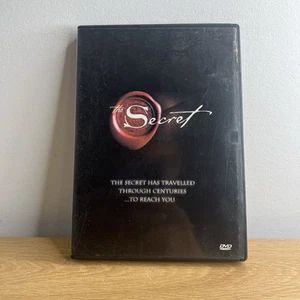 the Secret
THE SECRET HAS TRAVELLED
THROUGH CENTURIES
...TO REACH YOU
DVD